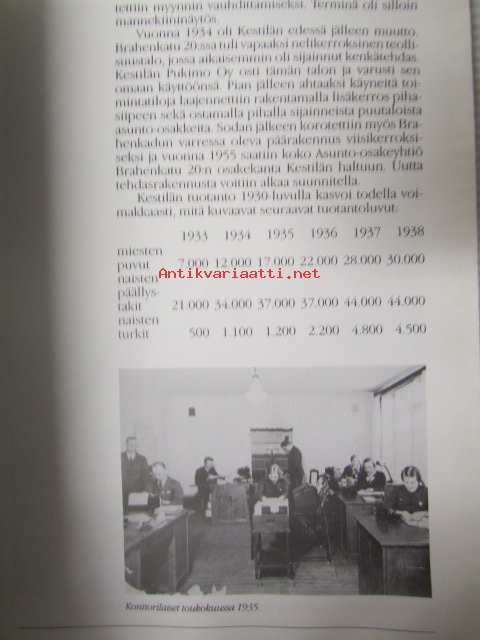 tettiin myynnin vauhdittamiseksi. Terminä oli silloin
mannekiininäytös.
Vuonna 1934 oli Kestilän edessä jälleen muutto.
Brahenkatu 20:ssa tuli vapaaksi nelikerroksinen teolli-
suustalo, jossa aikaisemmin oli sijainnut kenkätehdas.
Kestilän Pukimo Oy osti tämän talon ja varusti sen
omaan käyttöönsä. Pian jälleen ahtaaksi käyneitä toi-
mintatiloja laajennettiin rakentamalla lisäkerros piha-
siipeen sekä ostamalla pihalla sijainneista puutaloista
asunto-osakkeita. Sodan jälkeen korotettiin myös Bra-
henkadun varressa oleva päärakennus viisikerroksi-
seksi ja vuonna 1955 saatiin koko Asunto-osakeyhtiö
Brahenkatu 20:n osakekanta Kestilän haltuun. Uutta
tehdasrakennusta voitiin alkaa suunnitella.
Kestilän tuotanto 1930-luvulla kasvoi todella voi-
makkaasti, mitä kuvaavat seuraavat tuotantoluvut:
1933 1934 1935 1936 1937 1938
miesten
puvut 7.000 12.000 17.000 22.000 28.000 30.000
Antikvariaatti.net
naisten
päällys-
takit 21.000 34.000 37.000 37.000 44.000 44.000
naisten
turkit 500 1.100 1.200 2.200 4.800 4.500
Konttorilaiset toukokuussa 1935.